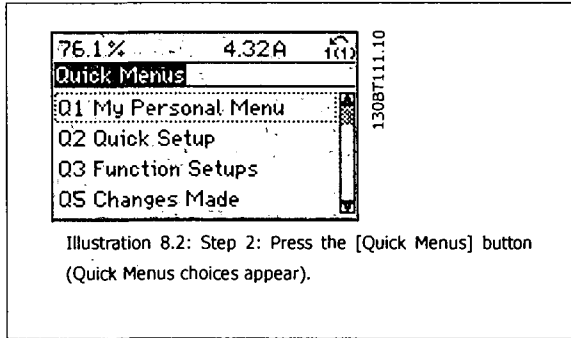 76.1% 4.32A 1(1)
Quick Menus
Q1 My Personal Menu
Q2 Quick Setup
Q3 Function Setups
Q5 Changes Made
130BT111.10
Illustration 8.2: Step 2: Press the [Quick Menus] button
(Quick Menus choices appear).